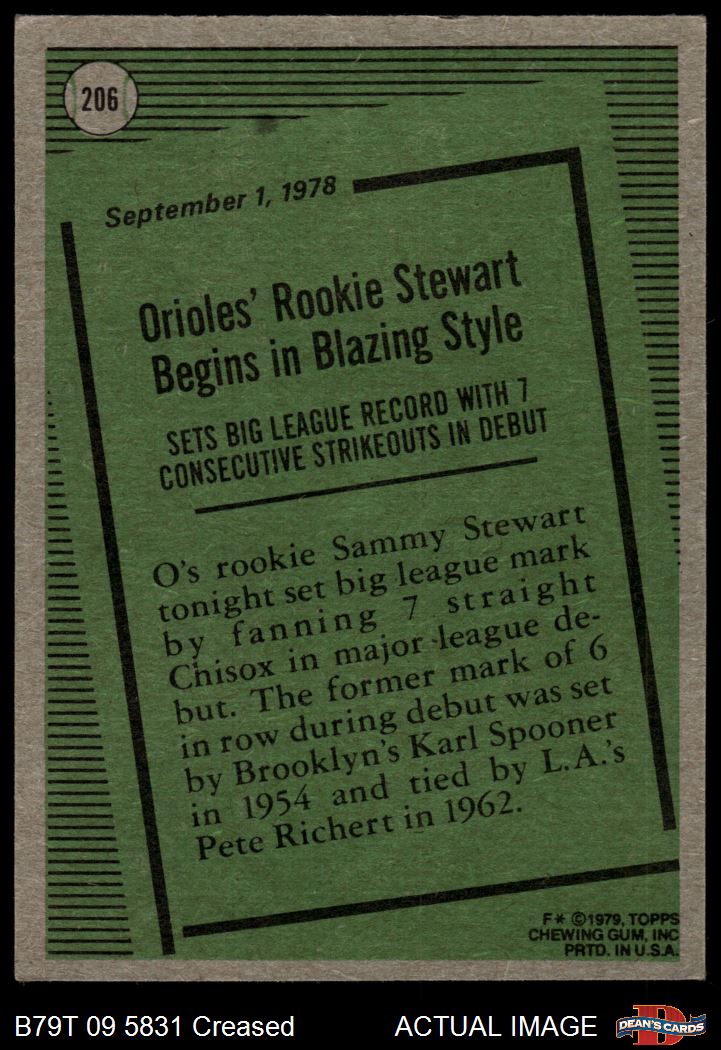 206
September 1, 1978
Orioles' Rookie Stewart
Begins in Blazing Style
SETS BIG LEAGUE RECORD WITH 7
CONSECUTIVE STRIKEOUTS IN DEBUT
O's rookie Sammy Stewart
tonight set big league mark
by fanning 7 straight
Chisox in major league de-
but. The former mark of 6
in row during debut was set
by Brooklyn's Karl Spooner
in 1954 and tied by L.A.'s
Pete Richert in 1962.
F* ©1979, TOPPS
CHEWING GUM, INC
PRTD. IN U.S.A.
B79T 09 5831 Creased ACTUAL IMAGE DEAN'S CARDS